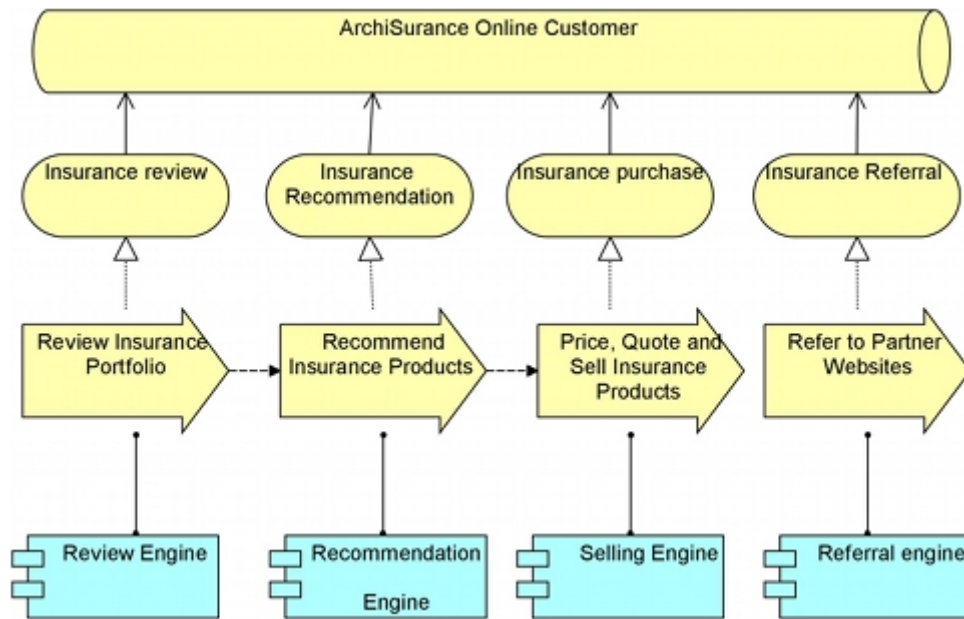 ArchiSurance Online Customer
Insurance review
Insurance
Recommendation
Insurance purchase
Insurance Referral
Review Insurance
Portfolio
Recommend
Insurance Products
Price, Quote and
Sell Insurance
Products
Refer to Partner
Websites
Review Engine
Recommendation
Engine
Selling Engine
Referral engine